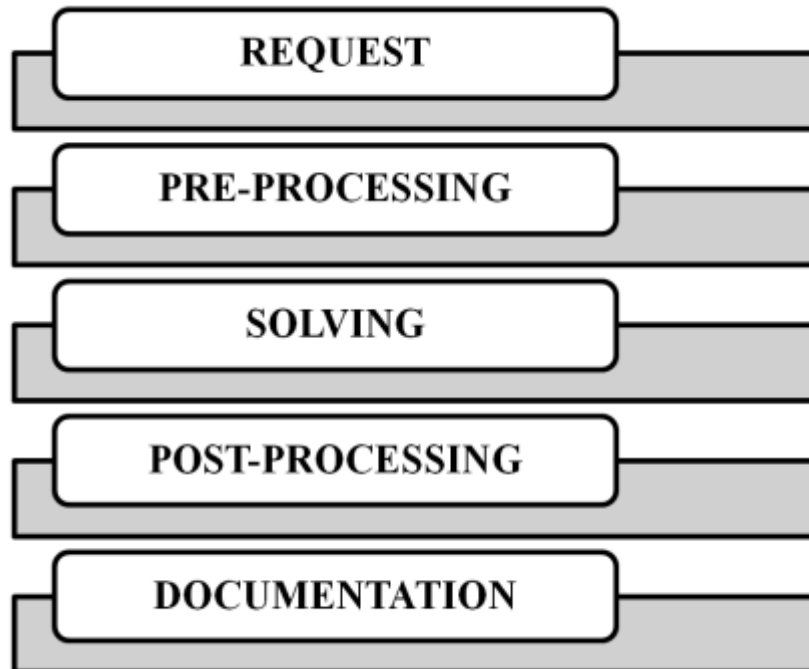 REQUEST
PRE-PROCESSING
SOLVING
POST-PROCESSING
DOCUMENTATION